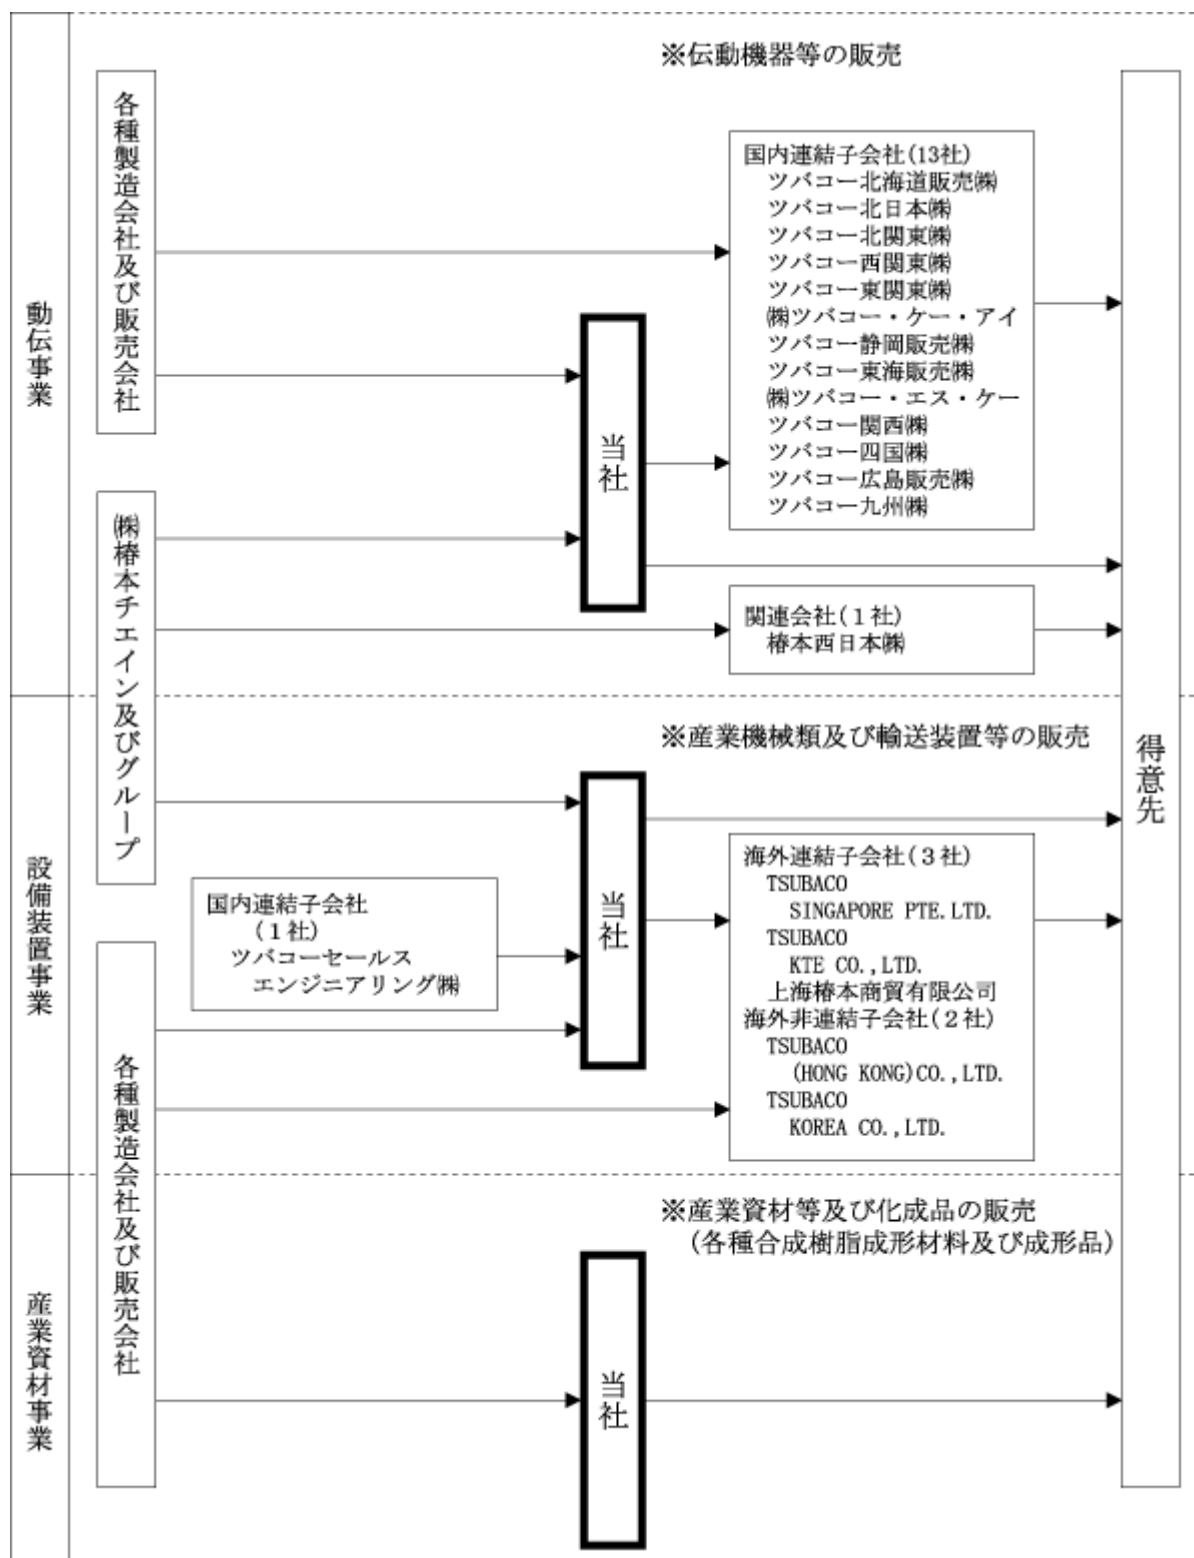 動伝事業
各種製造会社及び販売会社
※伝動機器等の販売
国内連結子会社(13社)
ツバコー北海道販売㈱
ツバコー北日本㈱
ツバコー北関東㈱
ツバコー西関東㈱
ツバコー東関東㈱
㈱ツバコー・ケー・アイ
ツバコー静岡販売㈱
ツバコー東海販売㈱
㈱ツバコー・エス・ケー
ツバコー関西㈱
ツバコー四国㈱
ツバコー広島販売㈱
ツバコー九州㈱
当社
㈱椿本チエイン及びグループ
関連会社(1社)
椿本西日本㈱
得意先
設備装置事業
※産業機械類及び輸送装置等の販売
国内連結子会社
(1社)
ツバコーセールス
エンジニアリング㈱
当社
海外連結子会社(3社)
TSUBACO
SINGAPORE PTE.LTD.
TSUBACO
KTE CO.,LTD.
上海椿本商貿有限公司
海外非連結子会社(2社)
TSUBACO
(HONG KONG)CO.,LTD.
TSUBACO
KOREA CO.,LTD.
各種製造会社及び販売会社
産業資材事業
※産業資材等及び化成品の販売
(各種合成樹脂成形材料及び成形品)
当社